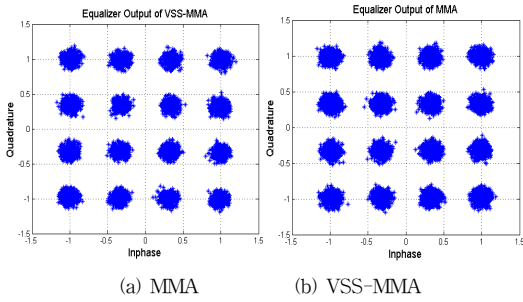 Equalizer Output of VSS-MMA
1.5
1
0.5
0
-0.5
-1
-1.5
Quadrature
-1.5 -1 -0.5 0 0.5 1 1.5
Inphase
Equalizer Output of MMA
1.5
1
0.5
0
-0.5
-1
-1.5
Quadrature
-1.5 -1 -0.5 0 0.5 1 1.5
Inphase
(a) MMA (b) VSS-MMA